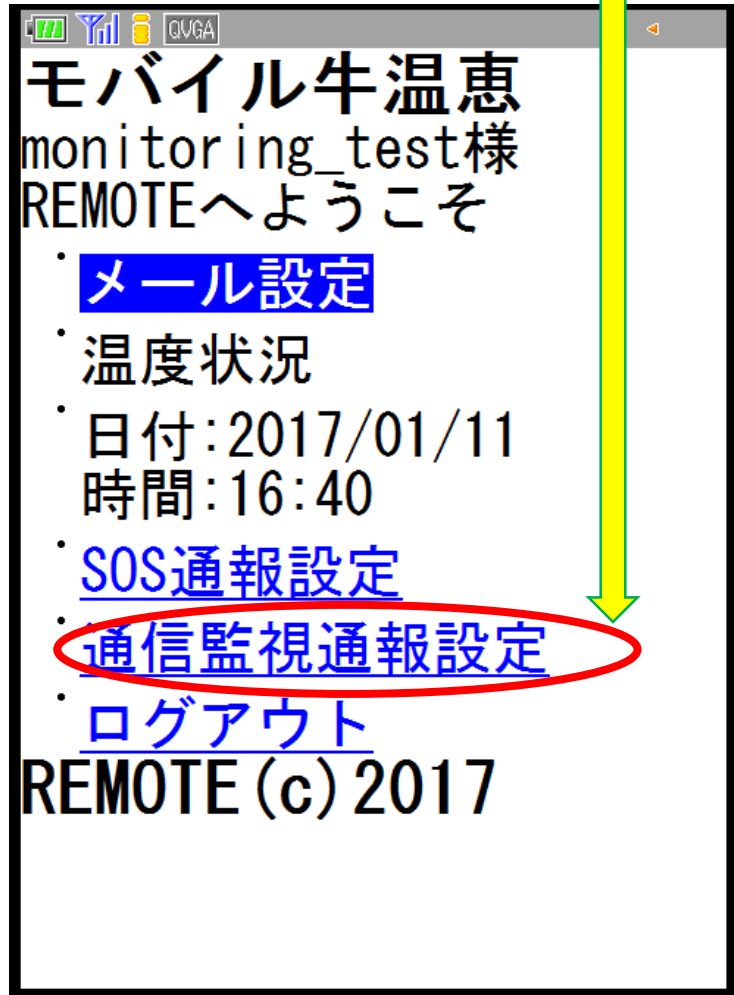 QVGA
モバイル牛温恵
monitoring_test様
REMOTEへようこそ
メール設定
温度状況
日付:2017/01/11
時間:16:40
SOS通報設定
通信監視通報設定
ログアウト
REMOTE(c)2017